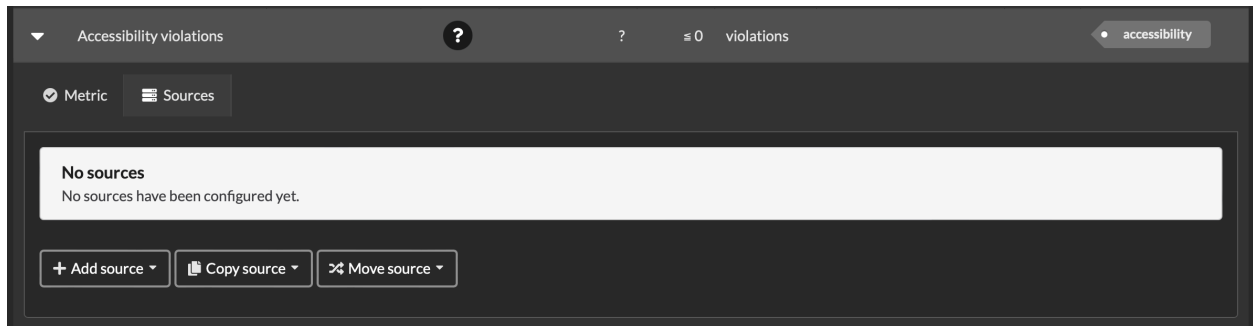 Accessibility violations ? ? ≦ 0 violations accessibility
Metric Sources
No sources
No sources have been configured yet.
Add source Copy source Move source